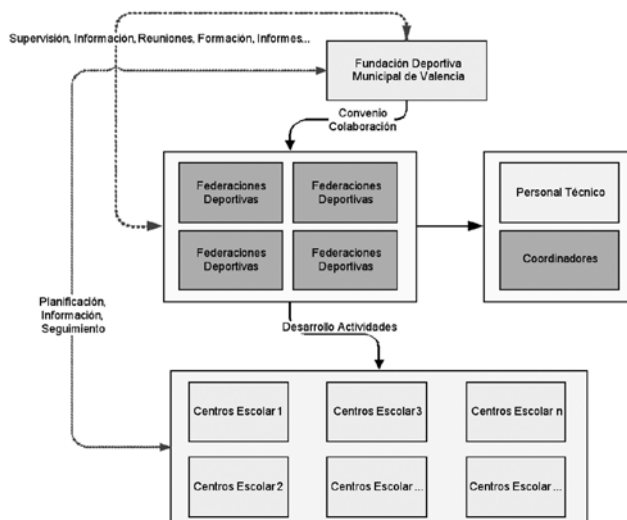 Supervisión, Información, Reuniones, Formación, Informes...
Fundación Deportiva
Municipal de Valencia
Convenio
Colaboración
Federaciones
Deportivas
Federaciones
Deportivas
Federaciones
Deportivas
Federaciones
Deportivas
Personal Técnico
Coordinadores
Planificación,
Información,
Seguimiento
Desarrollo Actividades
Centros Escolar 1
Centros Escolar 3
Centros Escolar n
Centros Escolar 2
Centros Escolar ...
Centros Escolar ...